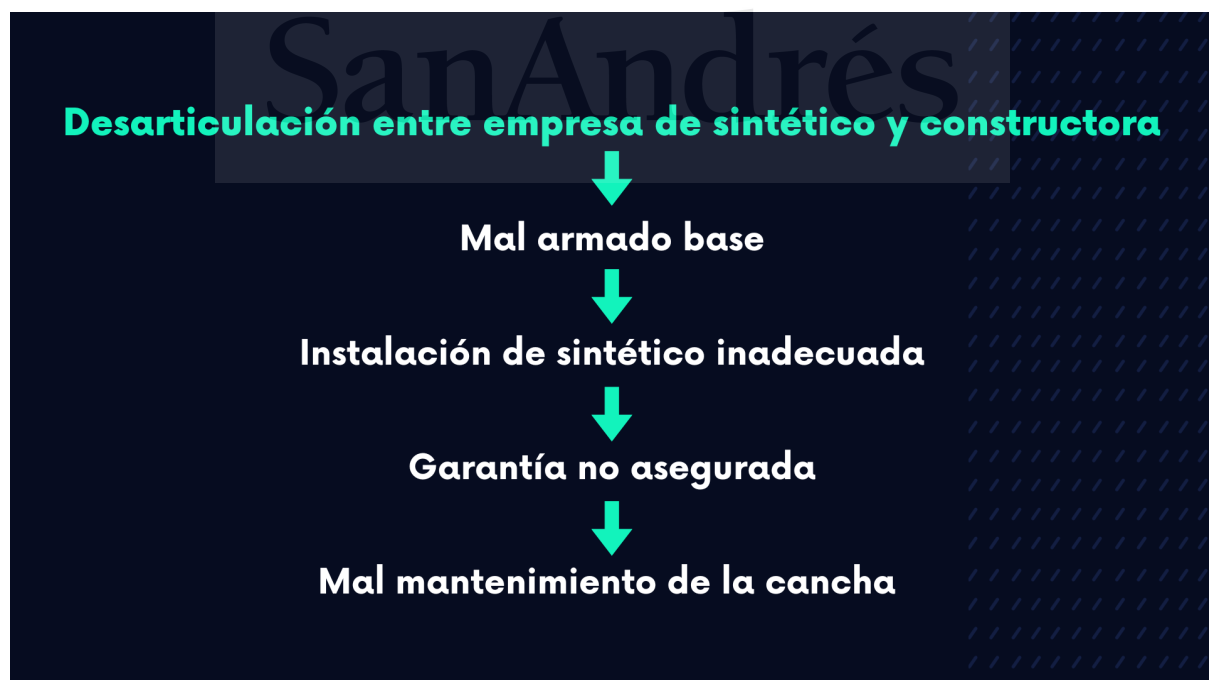 SanAndrés
Desarticulación entre empresa de sintético y constructora
Mal armado base
Instalación de sintético inadecuada
Garantía no asegurada
Mal mantenimiento de la cancha